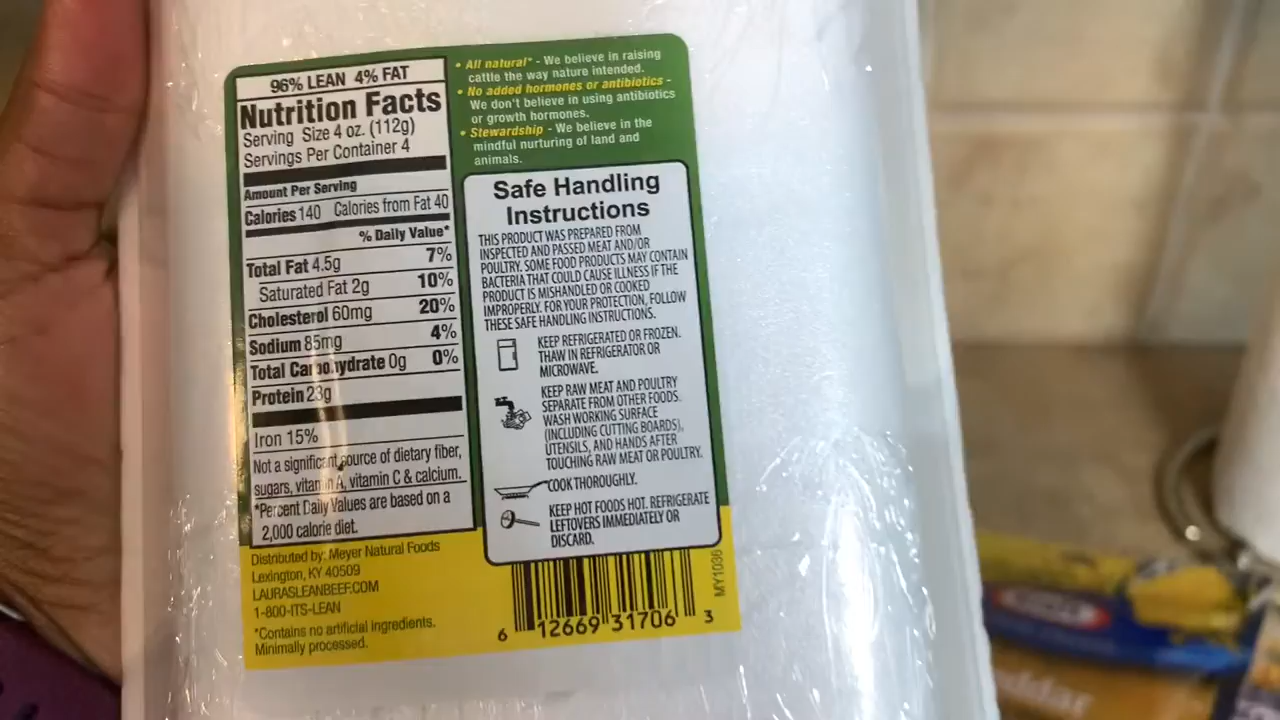 96% LEAN 4% FAT
Nutrition Facts
Serving Size 4 oz. (112g)
Servings Per Container 4
Amount Per Serving
Calories 140 Calories from Fat 40
% Daily Value*
Total Fat 4.5g 7%
Saturated Fat 2g 10%
Cholesterol 60mg 20%
Sodium 85mg 4%
Total Carbohydrate 0g 0%
Protein 23g
Iron 15%
Not a significant source of dietary fiber,
sugars, vitamin A, vitamin C & calcium.
*Percent Daily Values are based on a
2,000 calorie diet.
Distributed by: Meyer Natural Foods
Lexington, KY 40509
LAURASLEANBEEF.COM
1-800-ITS-LEAN
*Contains no artificial ingredients.
Minimally processed.
• All natural* - We believe in raising
cattle the way nature intended.
• No added hormones or antibiotics -
We don't believe in using antibiotics
or growth hormones.
• Stewardship - We believe in the
mindful nurturing of land and
animals.
Safe Handling
Instructions
THIS PRODUCT WAS PREPARED FROM
INSPECTED AND PASSED MEAT AND/OR
POULTRY. SOME FOOD PRODUCTS MAY CONTAIN
BACTERIA THAT COULD CAUSE ILLNESS IF THE
PRODUCT IS MISHANDLED OR COOKED
IMPROPERLY. FOR YOUR PROTECTION, FOLLOW
THESE SAFE HANDLING INSTRUCTIONS.
KEEP REFRIGERATED OR FROZEN.
THAW IN REFRIGERATOR OR
MICROWAVE.
KEEP RAW MEAT AND POULTRY
SEPARATE FROM OTHER FOODS.
WASH WORKING SURFACE
(INCLUDING CUTTING BOARDS),
UTENSILS, AND HANDS AFTER
TOUCHING RAW MEAT OR POULTRY.
COOK THOROUGHLY.
KEEP HOT FOODS HOT. REFRIGERATE
LEFTOVERS IMMEDIATELY OR
DISCARD.
MY1036
6 12669 31706 3